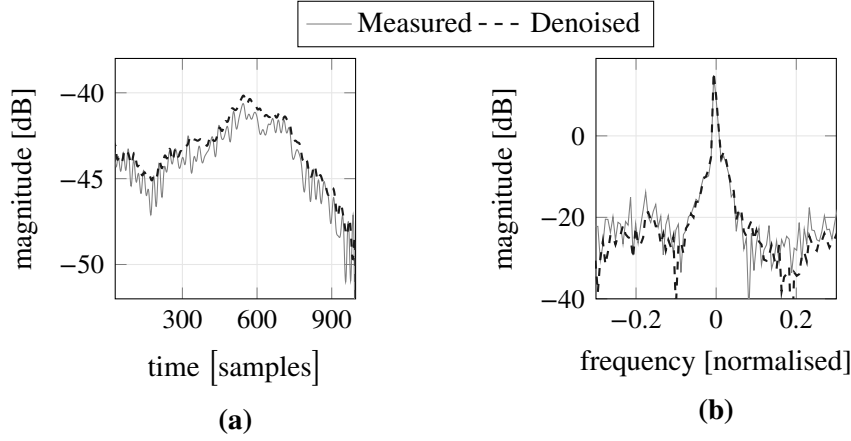 Measured Denoised
magnitude [dB]
−40
−45
−50
300 600 900
time [samples]
(a)
magnitude [dB]
0
−20
−40
−0.2 0 0.2
frequency [normalised]
(b)